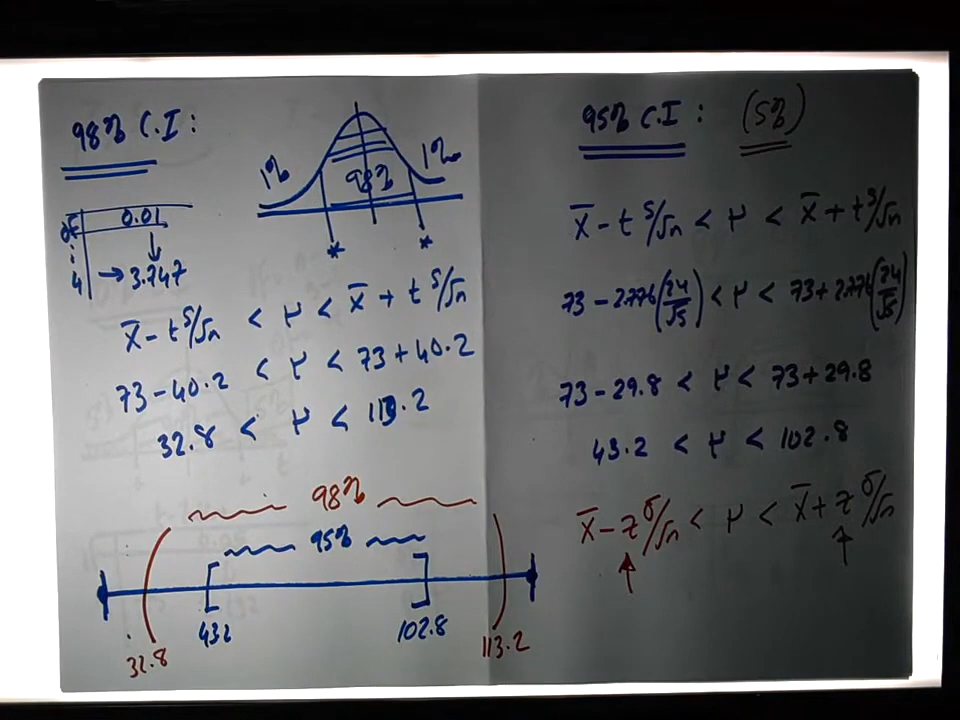 98% C.I:
1% 98% 1%
* *
df 0.01
4 → 3.747
x̄ - t s/√n < μ < x̄ + t s/√n
73 - 40.2 < μ < 73 + 40.2
32.8 < μ < 113.2
98%
95%
43.2 102.8
32.8 113.2
95% C.I: (5%)
x̄ - t s/√n < μ < x̄ + t s/√n
73 - 2.776(24/√5) < μ < 73 + 2.776(24/√5)
73 - 29.8 < μ < 73 + 29.8
43.2 < μ < 102.8
x̄ - z σ/√n < μ < x̄ + z σ/√n